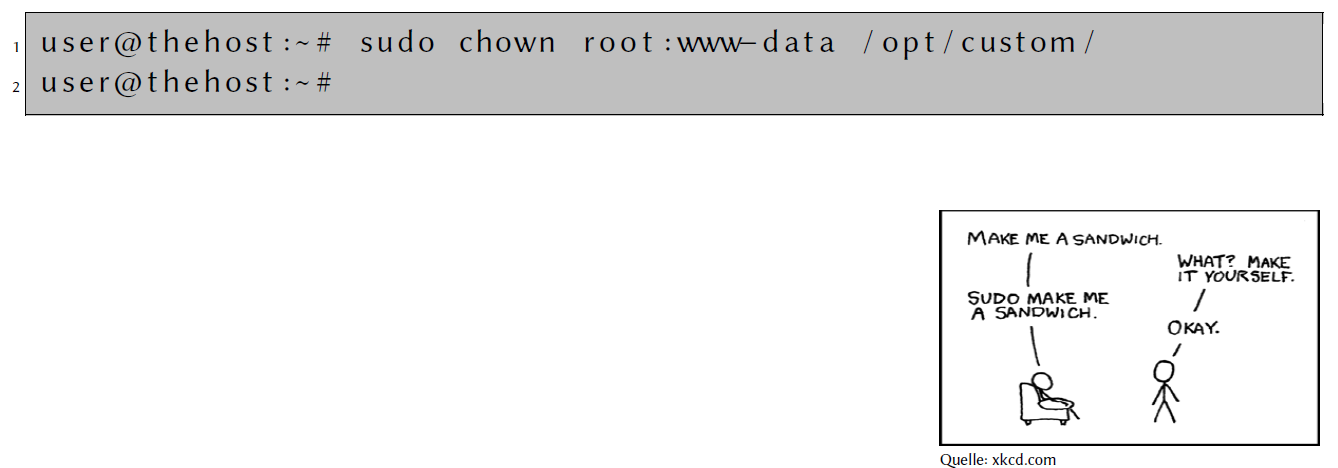 1 user@thehost:~# sudo chown root:www-data /opt/custom/
2 user@thehost:~#
MAKE ME A SANDWICH.
WHAT? MAKE
IT YOURSELF.
SUDO MAKE ME
A SANDWICH.
OKAY.
Quelle: xkcd.com